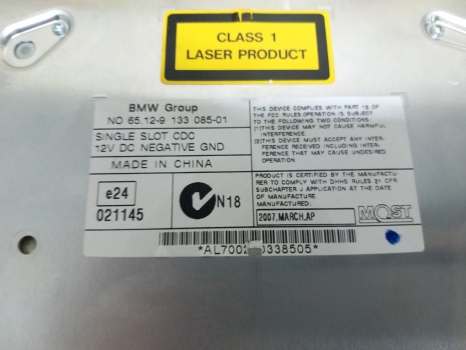 CLASS 1
LASER PRODUCT
BMW Group
NO 65.12-9 133 085-01
SINGLE SLOT CDC
12V DC NEGATIVE GND
MADE IN CHINA
e24
021145
N18
THIS DEVICE COMPLIES WITH PART 15 OF
THE FCC RULES. OPERATION IS SUBJECT
TO THE FOLLOWING TWO CONDITIONS.
(1)THIS DEVICE MAY NOT CAUSE HARMFUL
INTERFERENCE.
(2)THIS DEVICE MUST ACCEPT ANY INTER-
FERENCE RECEIVED INCLUDING INTER-
FERENCE THAT MAY CAUSE UNDESIRED
OPERATION.
PRODUCT IS CERTIFIED BY THE MANUFACTU-
RER TO COMPLY WITH DHHS RULES 21 CFR
SUBCHAPTER J APPLICATION AT THE DATE
OF MANUFACTURE
MANUFACTURED:
2007.MARCH.AP
MOST
*AL7002 0338505*